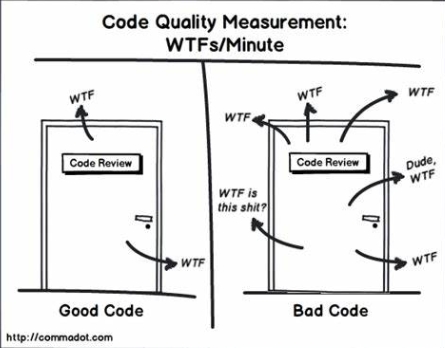 Code Quality Measurement:
WTFs/Minute
WTF
Code Review
WTF
Good Code
WTF
WTF
WTF
Code Review
Dude,
WTF
WTF is
this shit?
WTF
Bad Code
http://commadot.com